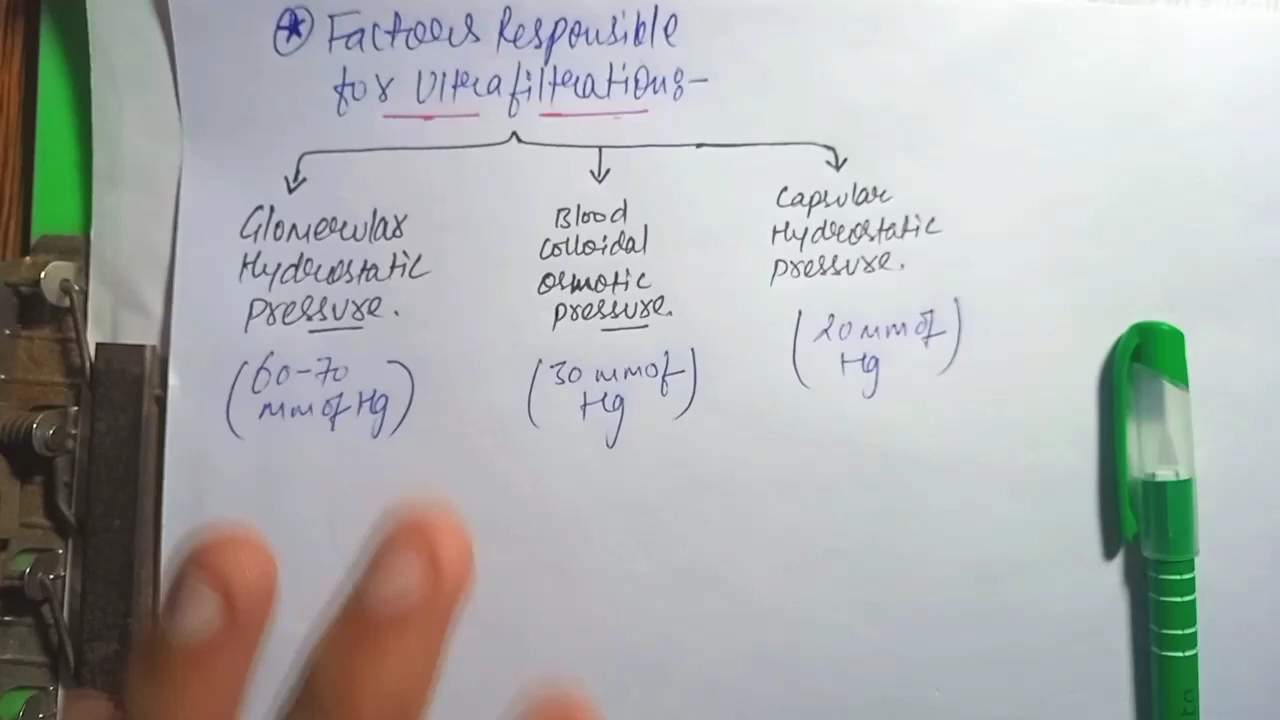 Factors Responsible
for Ultrafiltrations-
Glomerular
Hydrostatic
Pressure.
(60-70
mm of Hg)
Blood
colloidal
osmotic
pressure.
(30 mm of
Hg)
Capsular
Hydrostatic
pressure.
(20 mm of
Hg)